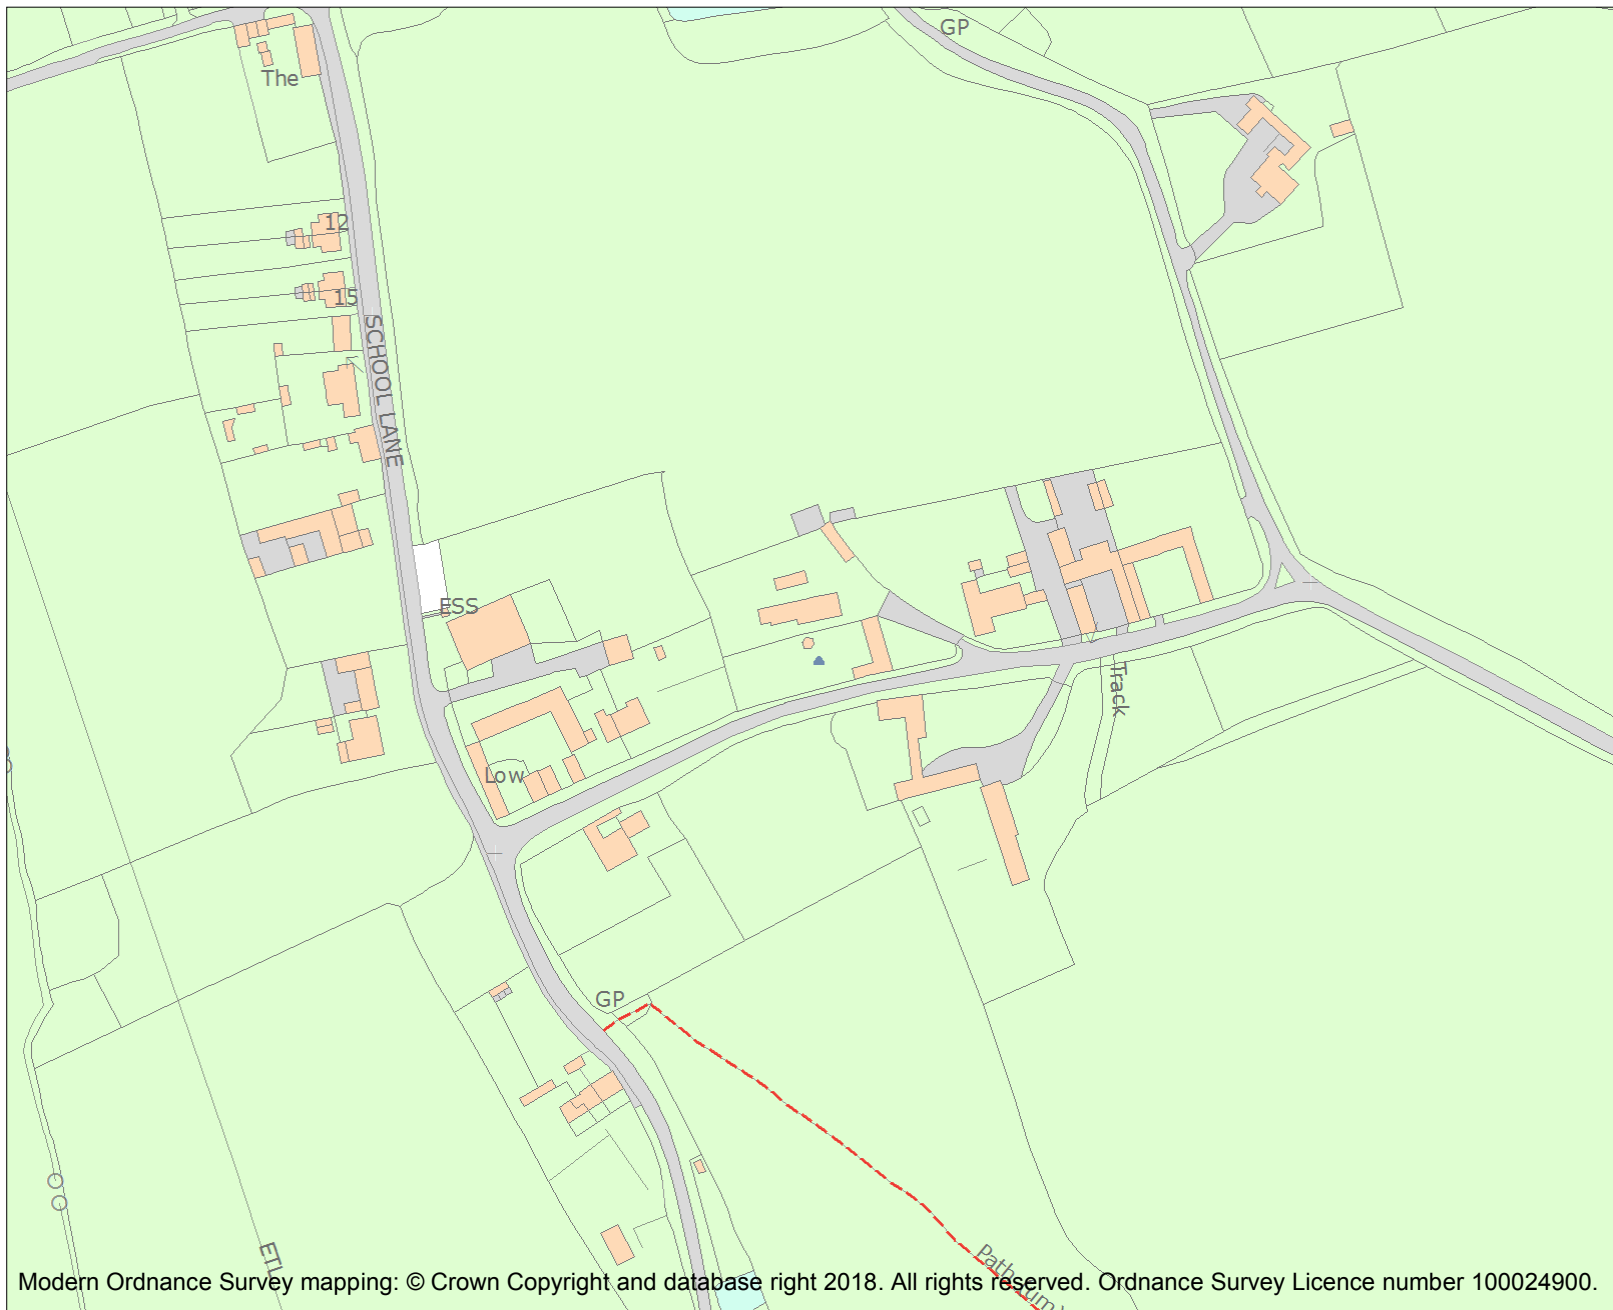 GP
The
12
15
SCHOOL LANE
ESS
Track
Low
GP
ETL
Path
Modern Ordnance Survey mapping: © Crown Copyright and database right 2018. All rights reserved. Ordnance Survey Licence number 100024900.